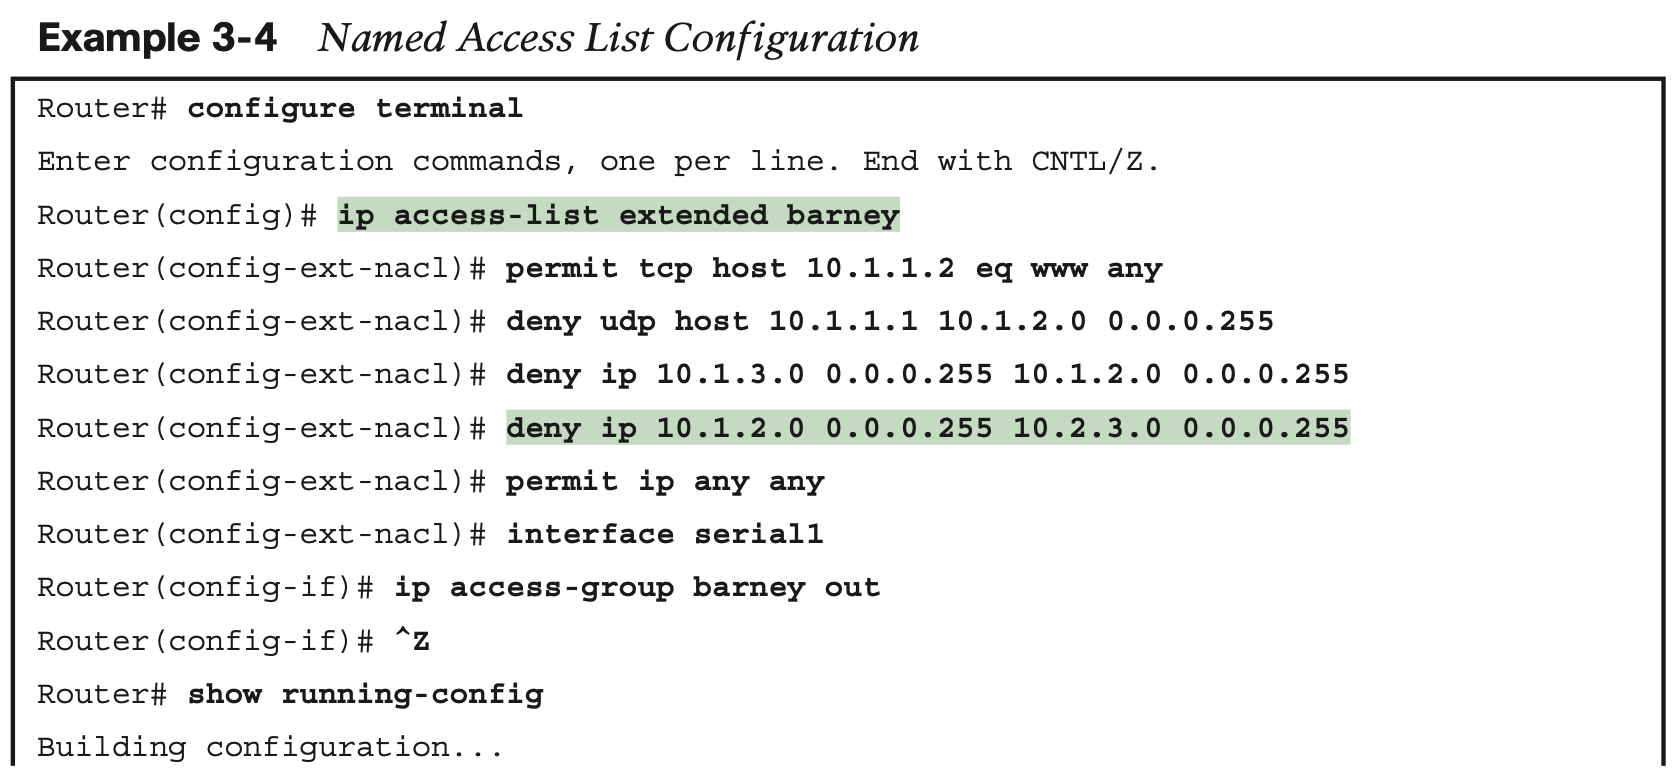 Example 3-4 Named Access List Configuration
Router# configure terminal
Enter configuration commands, one per line. End with CNTL/Z.
Router(config)# ip access-list extended barney
Router(config-ext-nacl)# permit tcp host 10.1.1.2 eq www any
Router(config-ext-nacl)# deny udp host 10.1.1.1 10.1.2.0 0.0.0.255
Router(config-ext-nacl)# deny ip 10.1.3.0 0.0.0.255 10.1.2.0 0.0.0.255
Router(config-ext-nacl)# deny ip 10.1.2.0 0.0.0.255 10.2.3.0 0.0.0.255
Router(config-ext-nacl)# permit ip any any
Router(config-ext-nacl)# interface serial1
Router(config-if)# ip access-group barney out
Router(config-if)# ^Z
Router# show running-config
Building configuration...